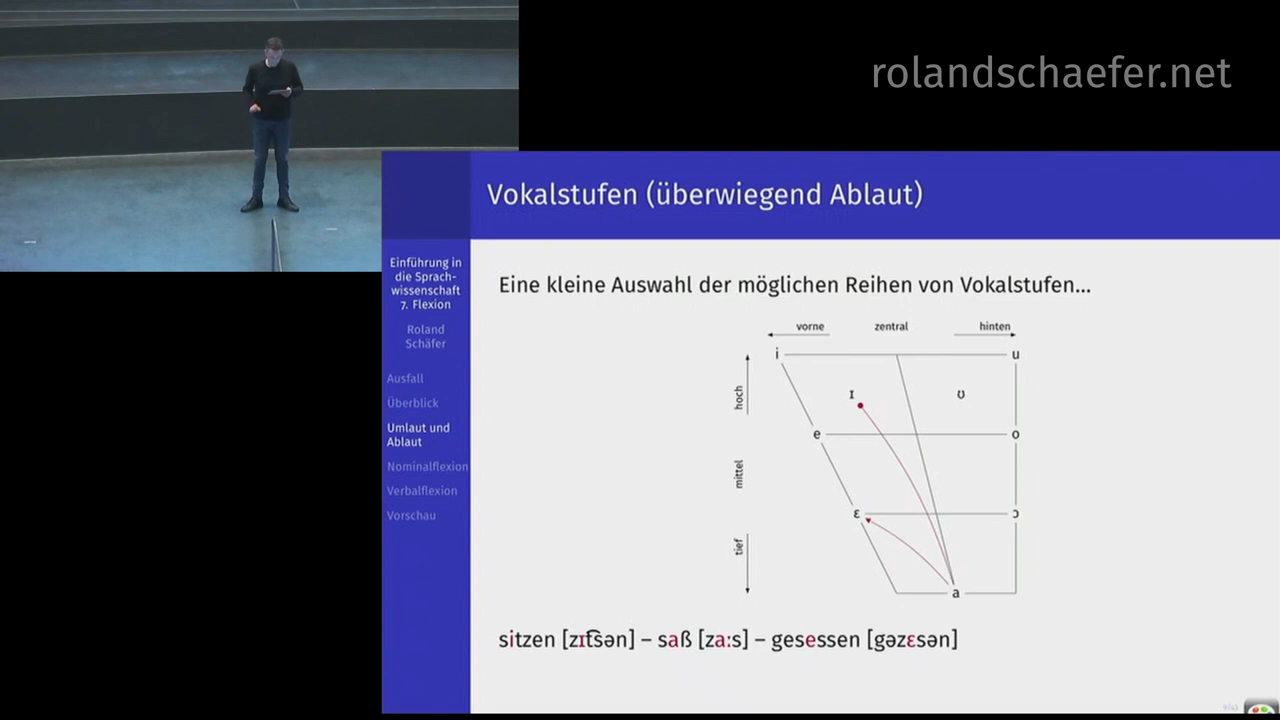 rolandschaefer.net
Vokalstufen (überwiegend Ablaut)
Einführung in
die Sprach-
wissenschaft
7. Flexion
Roland
Schäfer
Ausfall
Überblick
Umlaut und
Ablaut
Nominalflexion
Verbalflexion
Vorschau
Eine kleine Auswahl der möglichen Reihen von Vokalstufen...
vorne zentral hinten
i u
hoch
ɪ ʊ
e o
mittel
ɛ ɔ
tief
a
sitzen [zɪt͡sən] – saß [zaːs] – gesessen [gəzɛsən]